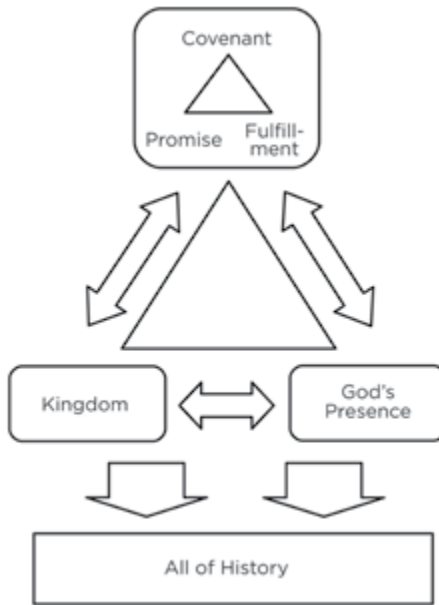 Covenant
Promise
Fulfill-
ment
Kingdom
God's
Presence
All of History